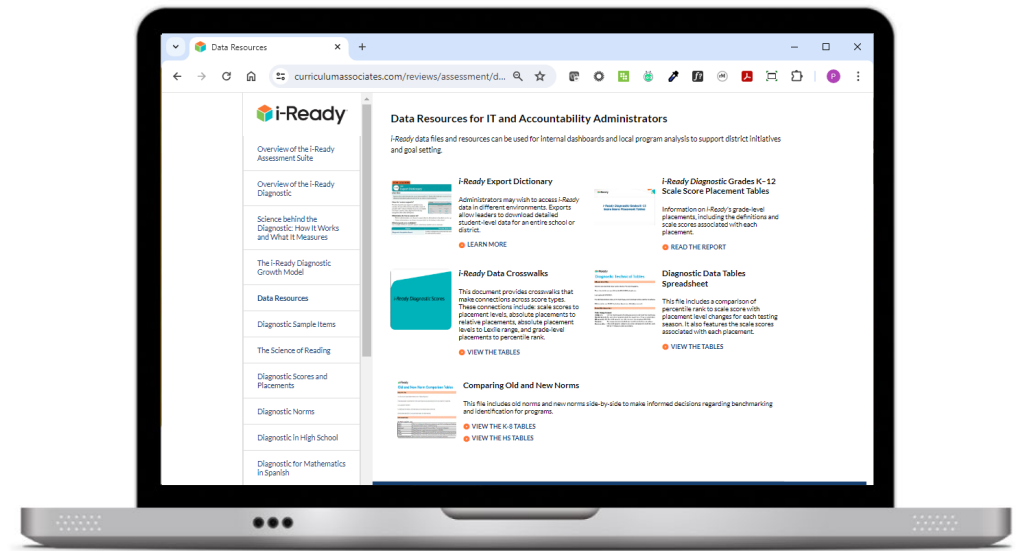 Data Resources
curriculumassociates.com/reviews/assessment/d...
P
i-Ready
Overview of the i-Ready
Assessment Suite
Overview of the i-Ready
Diagnostic
Science behind the
Diagnostic: How It Works
and What It Measures
The i-Ready Diagnostic
Growth Model
Data Resources
Diagnostic Sample Items
The Science of Reading
Diagnostic Scores and
Placements
Diagnostic Norms
Diagnostic in High School
Diagnostic for Mathematics
in Spanish
Data Resources for IT and Accountability Administrators
i-Ready data files and resources can be used for internal dashboards and local program analysis to support district initiatives
and goal setting.
i-Ready Export Dictionary
Administrators may wish to access i-Ready
data in different environments. Exports
allow leaders to download detailed
student-level data for an entire school or
district.
LEARN MORE
i-Ready Diagnostic Grades K–12
Scale Score Placement Tables
Information on i-Ready's grade-level
placements, including the definitions and
scale scores associated with each
placement.
READ THE REPORT
i-Ready Diagnostic Scores
i-Ready Data Crosswalks
This document provides crosswalks that
make connections across score types.
These connections include: scale scores to
placement levels, absolute placements to
relative placements, absolute placement
levels to Lexile range, and grade-level
placements to percentile rank.
VIEW THE TABLES
Diagnostic Data Tables
Spreadsheet
This file includes a comparison of
percentile rank to scale score with
placement level changes for each testing
season. It also features the scale scores
associated with each placement.
VIEW THE TABLES
Comparing Old and New Norms
This file includes old norms and new norms side-by-side to make informed decisions regarding benchmarking
and identification for programs.
VIEW THE K-8 TABLES
VIEW THE HS TABLES